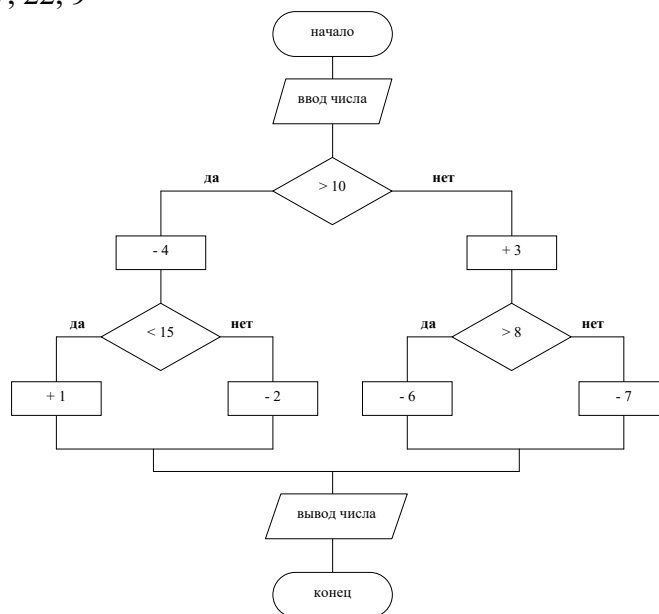 22, 9
начало
ввод числа
да
> 10
нет
- 4
+ 3
да
< 15
нет
да
> 8
нет
+ 1
- 2
- 6
- 7
вывод числа
конец